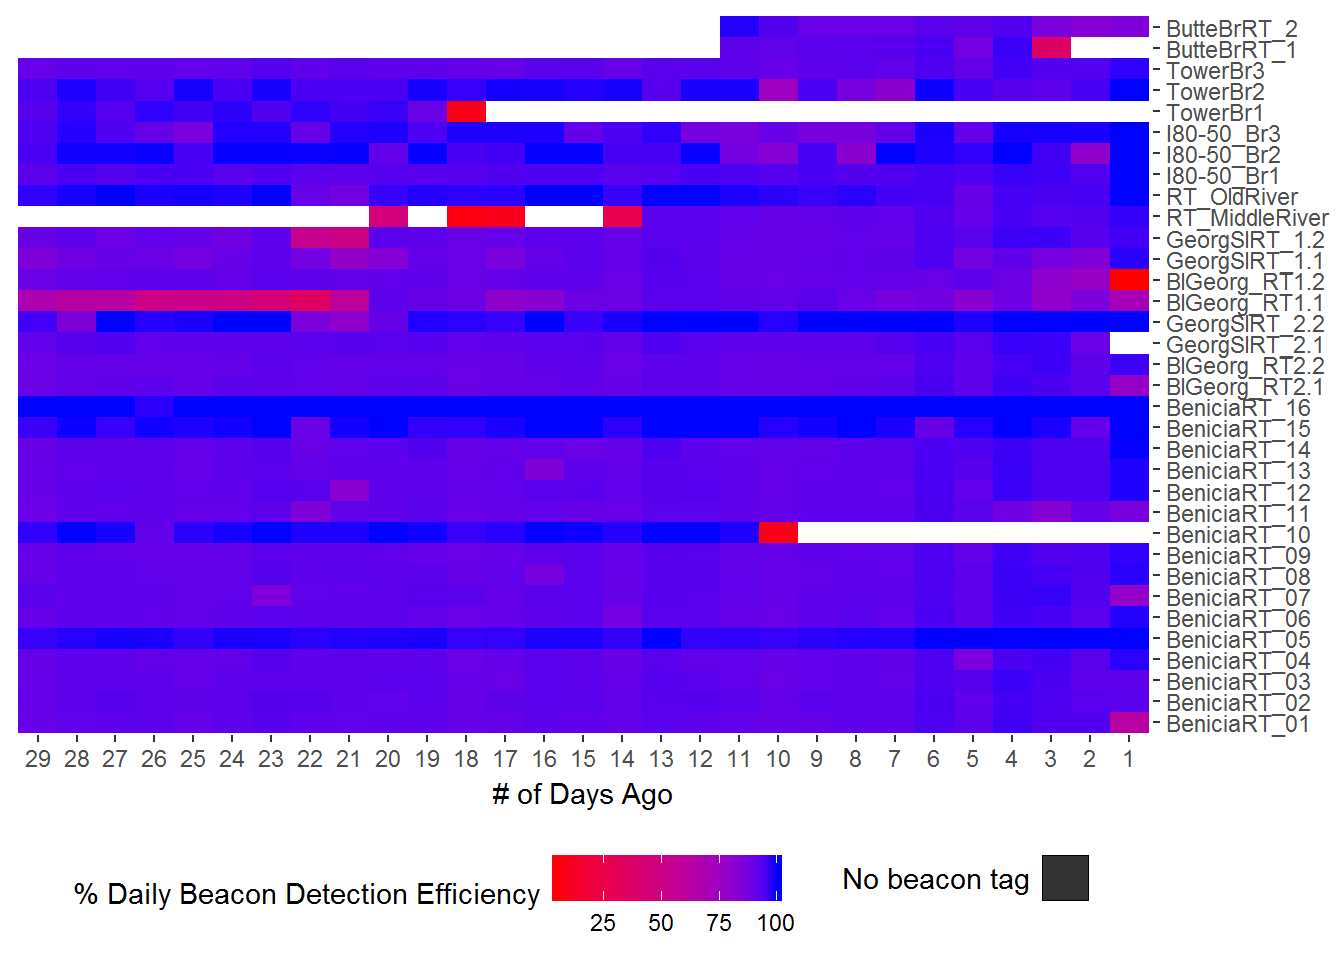 ButteBrRT_2
ButteBrRT_1
TowerBr3
TowerBr2
TowerBr1
I80-50_Br3
I80-50_Br2
I80-50_Br1
RT_OldRiver
RT_MiddleRiver
GeorgSlRT_1.2
GeorgSlRT_1.1
BlGeorg_RT1.2
BlGeorg_RT1.1
GeorgSlRT_2.2
GeorgSlRT_2.1
BlGeorg_RT2.2
BlGeorg_RT2.1
BeniciaRT_16
BeniciaRT_15
BeniciaRT_14
BeniciaRT_13
BeniciaRT_12
BeniciaRT_11
BeniciaRT_10
BeniciaRT_09
BeniciaRT_08
BeniciaRT_07
BeniciaRT_06
BeniciaRT_05
BeniciaRT_04
BeniciaRT_03
BeniciaRT_02
BeniciaRT_01
29 28 27 26 25 24 23 22 21 20 19 18 17 16 15 14 13 12 11 10 9 8 7 6 5 4 3 2 1
# of Days Ago
% Daily Beacon Detection Efficiency
25 50 75 100
No beacon tag